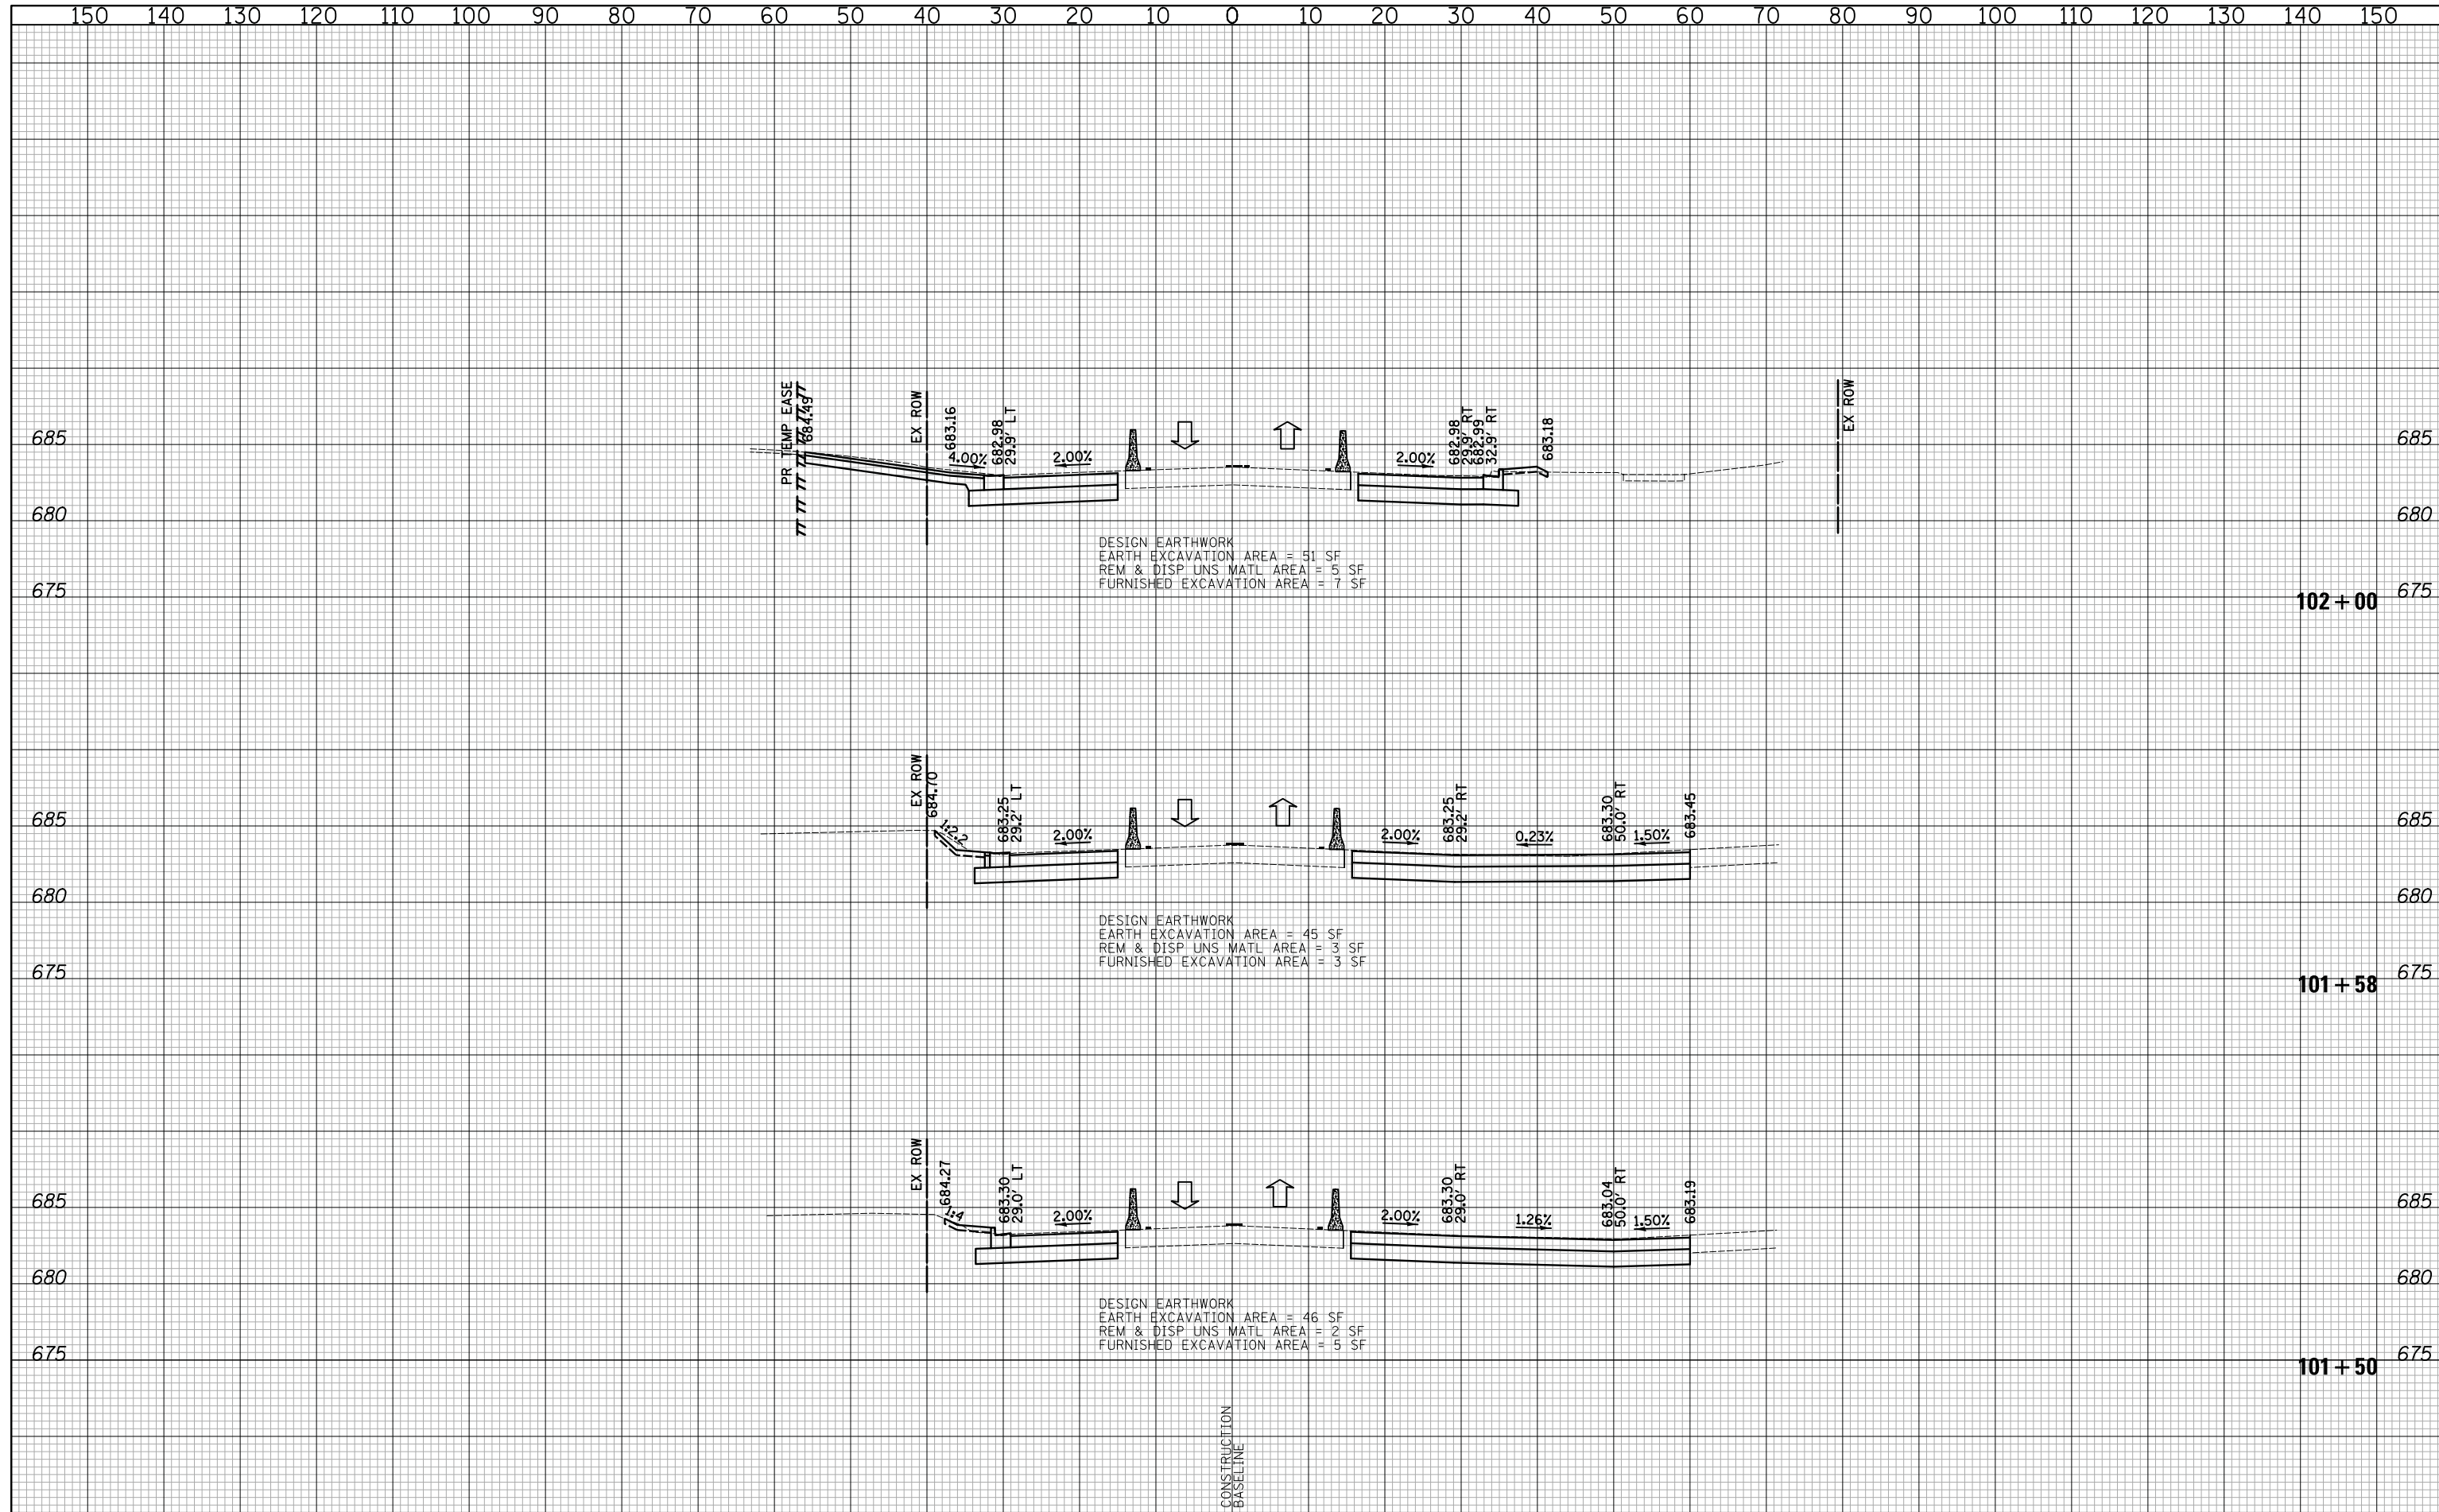 150 140 130 120 110 100 90 80 70 60 50 40 30 20 10 0 10 20 30 40 50 60 70 80 90 100 110 120 130 140 150
PR TEMP EASE
684.49
EX ROW
683.16
4.00%
682.98
29.9' LT
2.00%
2.00%
682.98
29.9' RT
682.99
32.9' RT
683.18
EX ROW
685 685
680 680
DESIGN EARTHWORK
EARTH EXCAVATION AREA = 51 SF
REM & DISP UNS MATL AREA = 5 SF
FURNISHED EXCAVATION AREA = 7 SF
675 675
102+00
EX ROW
684.70
1:2.2
683.25
29.2' LT
2.00%
2.00%
683.25
29.2' RT
0.23%
683.30
50.0' RT
1.50%
683.45
685 685
680 680
DESIGN EARTHWORK
EARTH EXCAVATION AREA = 45 SF
REM & DISP UNS MATL AREA = 3 SF
FURNISHED EXCAVATION AREA = 3 SF
675 675
101+58
EX ROW
684.27
1:4
683.30
29.0' LT
2.00%
2.00%
683.30
29.0' RT
1.26%
683.04
50.0' RT
1.50%
683.19
685 685
680 680
DESIGN EARTHWORK
EARTH EXCAVATION AREA = 46 SF
REM & DISP UNS MATL AREA = 2 SF
FURNISHED EXCAVATION AREA = 5 SF
675 675
101+50
CONSTRUCTION
BASELINE